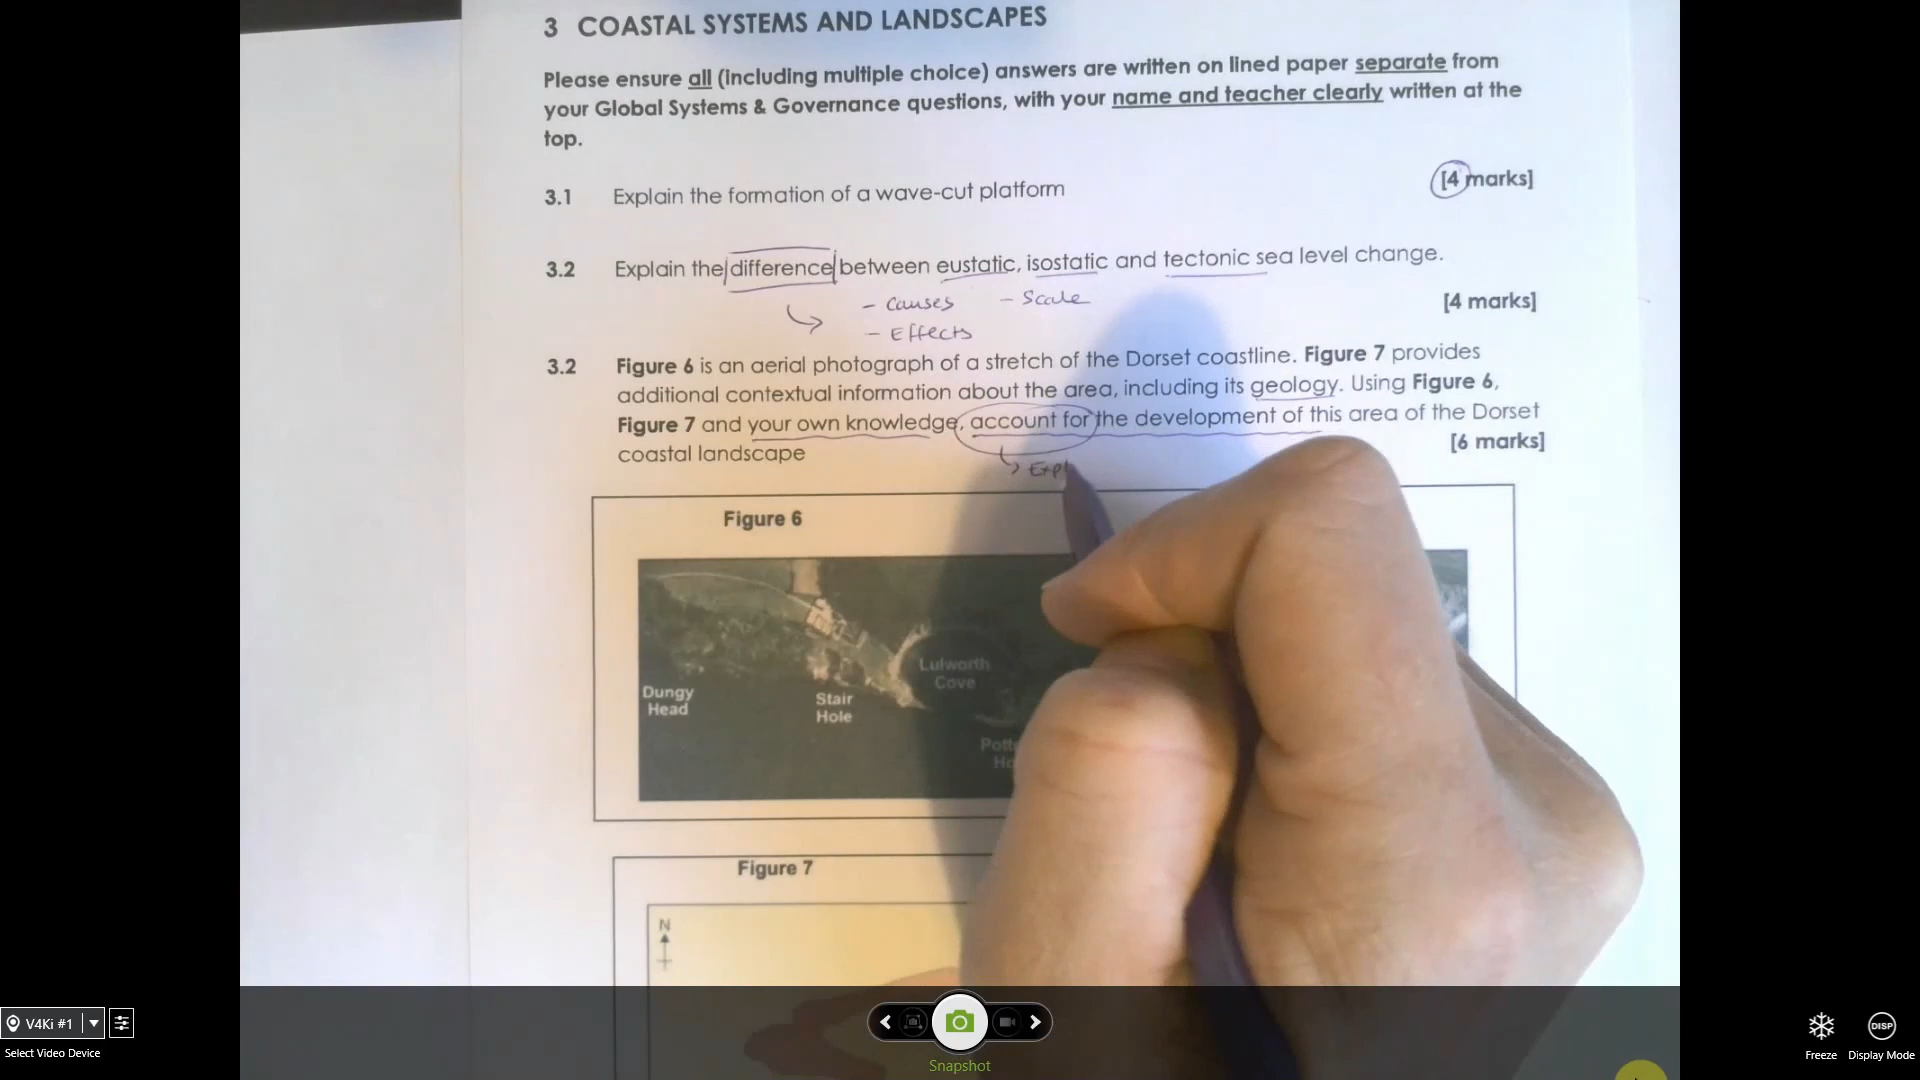 3 COASTAL SYSTEMS AND LANDSCAPES
Please ensure all (including multiple choice) answers are written on lined paper separate from
your Global Systems & Governance questions, with your name and teacher clearly written at the
top.
3.1 Explain the formation of a wave-cut platform [4 marks]
3.2 Explain the difference between eustatic, isostatic and tectonic sea level change.
- Causes - Scale
[4 marks]
- Effects
3.2 Figure 6 is an aerial photograph of a stretch of the Dorset coastline. Figure 7 provides
additional contextual information about the area, including its geology. Using Figure 6,
Figure 7 and your own knowledge, account for the development of this area of the Dorset
coastal landscape [6 marks]
Expl
Figure 6
Lulworth
Cove
Dungy
Head
Stair
Hole
Figure 7
N
V4Ki #1
Select Video Device
Snapshot
Freeze
DISP
Display Mode